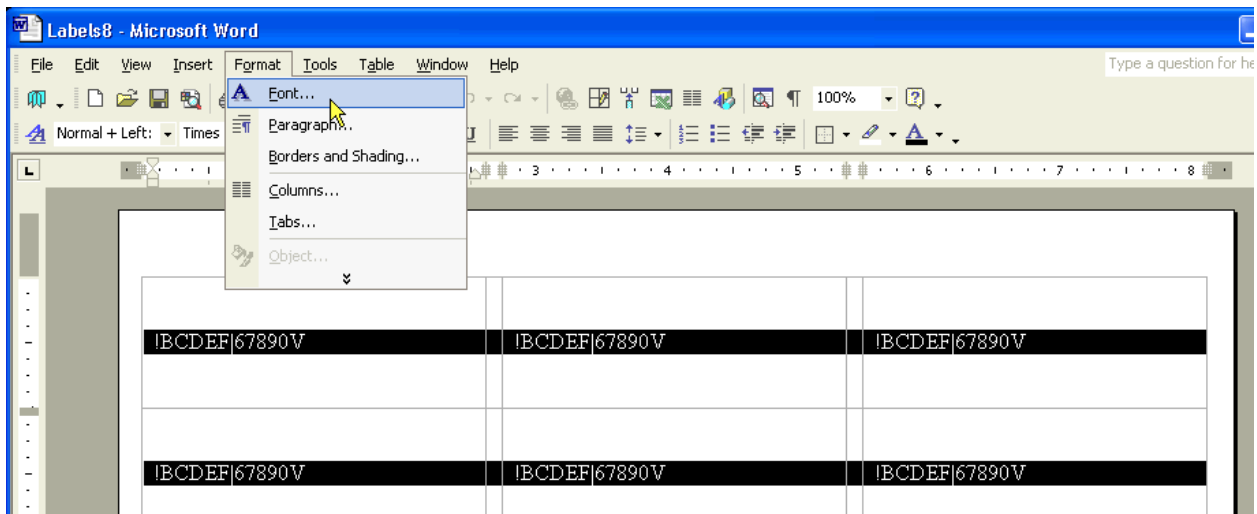 Labels8 - Microsoft Word
File Edit View Insert Format Tools Table Window Help Type a question for he
Font... 100%
Normal + Left: Times Paragraph... U
Borders and Shading...
L 3 4 5 6 7 8
Columns...
Tabs...
Object...
!BCDEF|67890V !BCDEF|67890V !BCDEF|67890V
!BCDEF|67890V !BCDEF|67890V !BCDEF|67890V